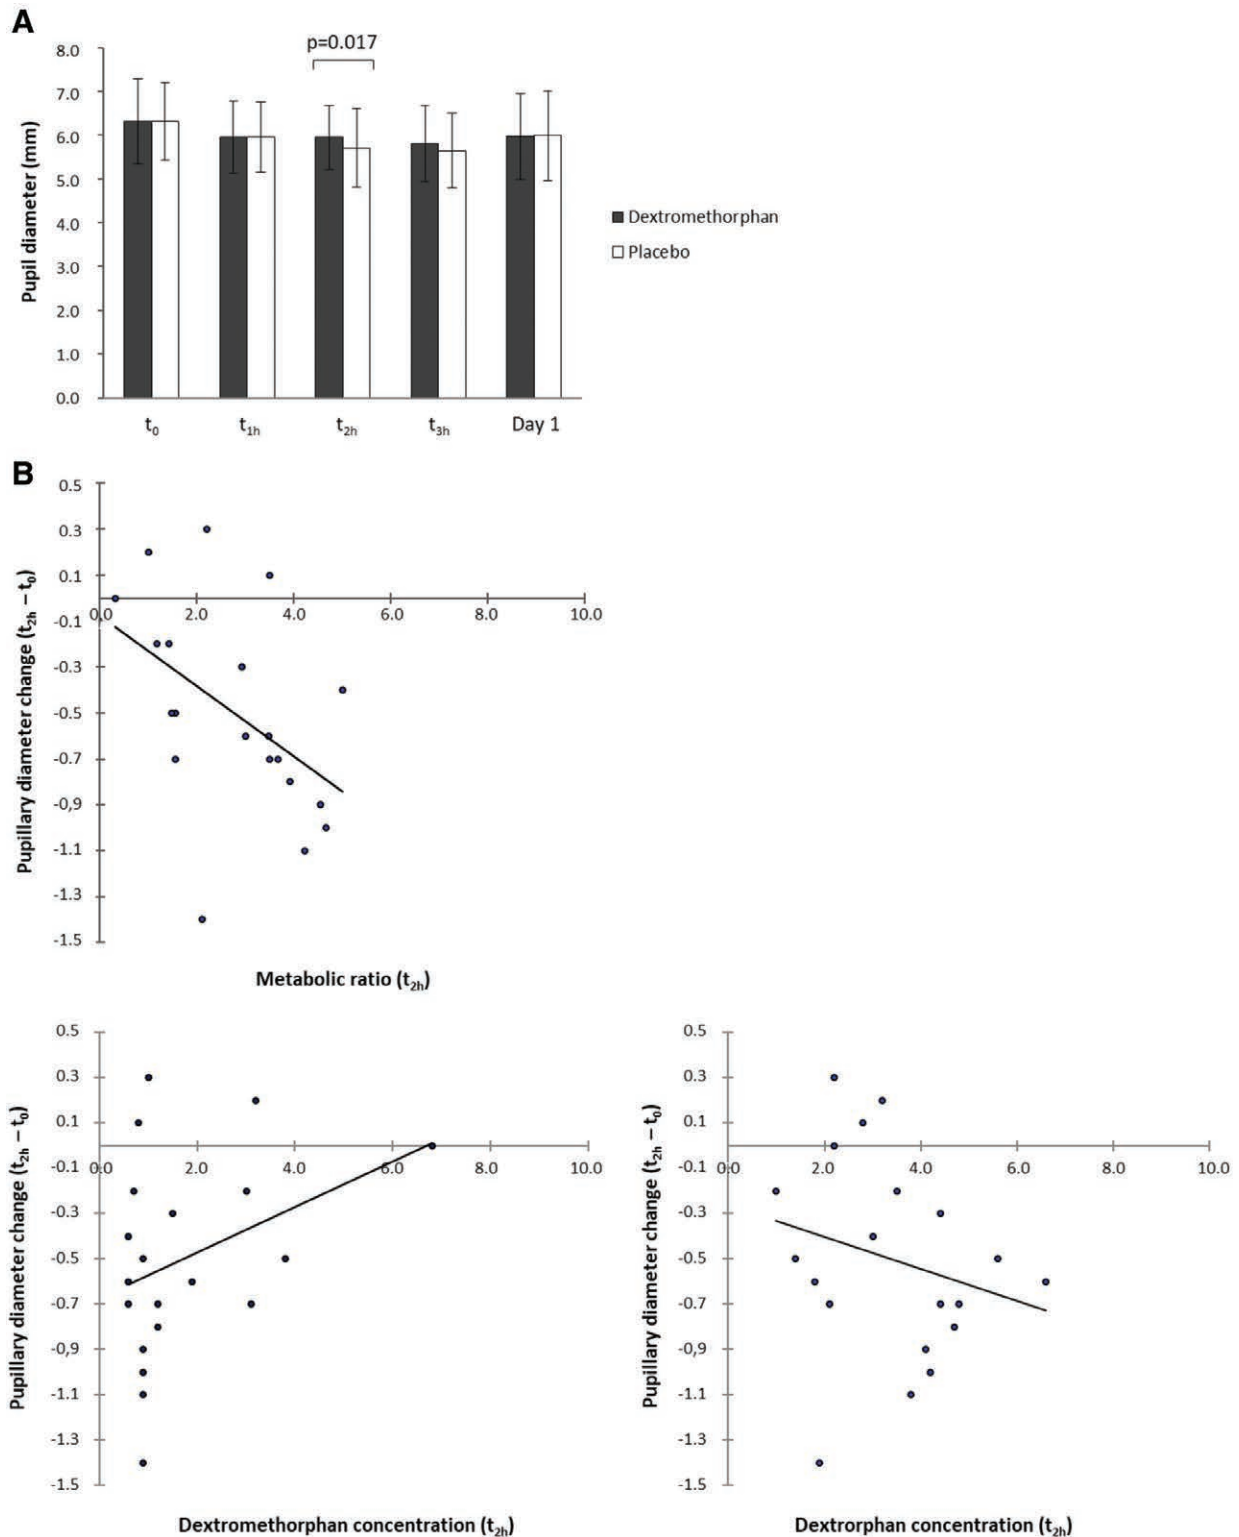 A
p=0.017
8.0
7.0
6.0
5.0
4.0
3.0
2.0
1.0
0.0
Pupil diameter (mm)
t0 t1h t2h t3h Day 1
Dextromethorphan
Placebo
B
0.5
0.3
0.1
-0.1
-0.3
-0.5
-0.7
-0,9
-1.1
-1.3
-1.5
0.0 2.0 4.0 6.0 8.0 10.0
Pupillary diameter change (t2h – t0)
Metabolic ratio (t2h)
0.5
0.3
0.1
-0.1
-0.3
-0.5
-0.7
-0,9
-1.1
-1.3
-1.5
0.0 2.0 4.0 6.0 8.0 10.0
Pupillary diameter change (t2h – t0)
Dextromethorphan concentration (t2h)
0.5
0.3
0.1
-0.1
-0.3
-0.5
-0.7
-0,9
-1.1
-1.3
-1.5
0.0 2.0 4.0 6.0 8.0 10.0
Pupillary diameter change (t2h – t0)
Dextrorphan concentration (t2h)